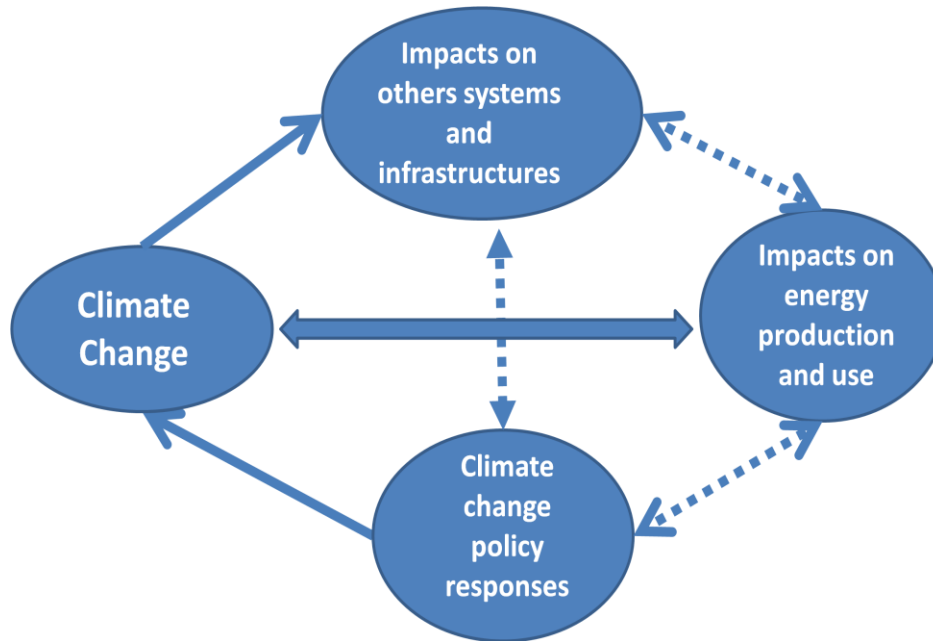 Impacts on
others systems
and
infrastructures
Climate
Change
Impacts on
energy
production
and use
Climate
change
policy
responses